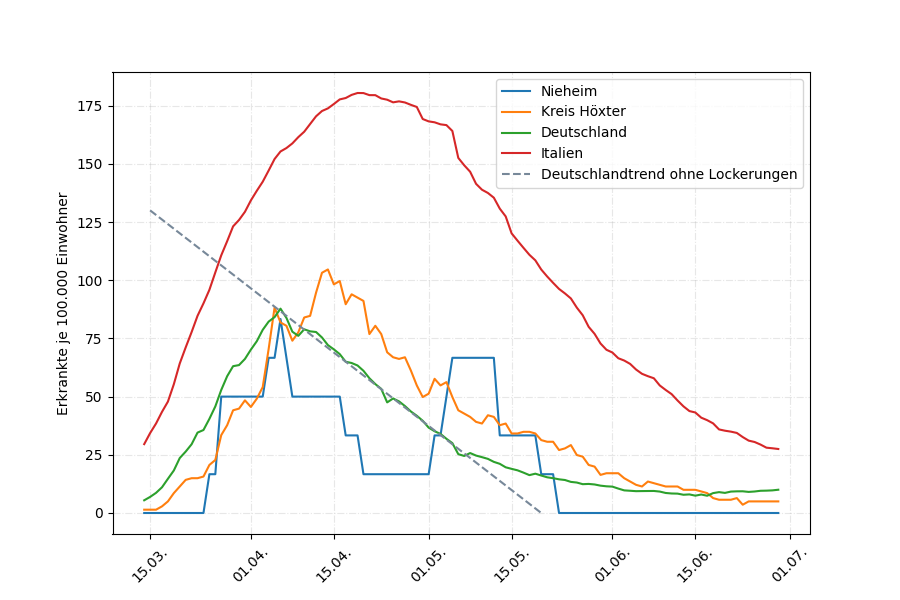 Nieheim
Kreis Höxter
Deutschland
Italien
Deutschlandtrend ohne Lockerungen
Erkrankte je 100.000 Einwohner
175
150
125
100
75
50
25
0
15.03.
01.04.
15.04.
01.05.
15.05.
01.06.
15.06.
01.07.